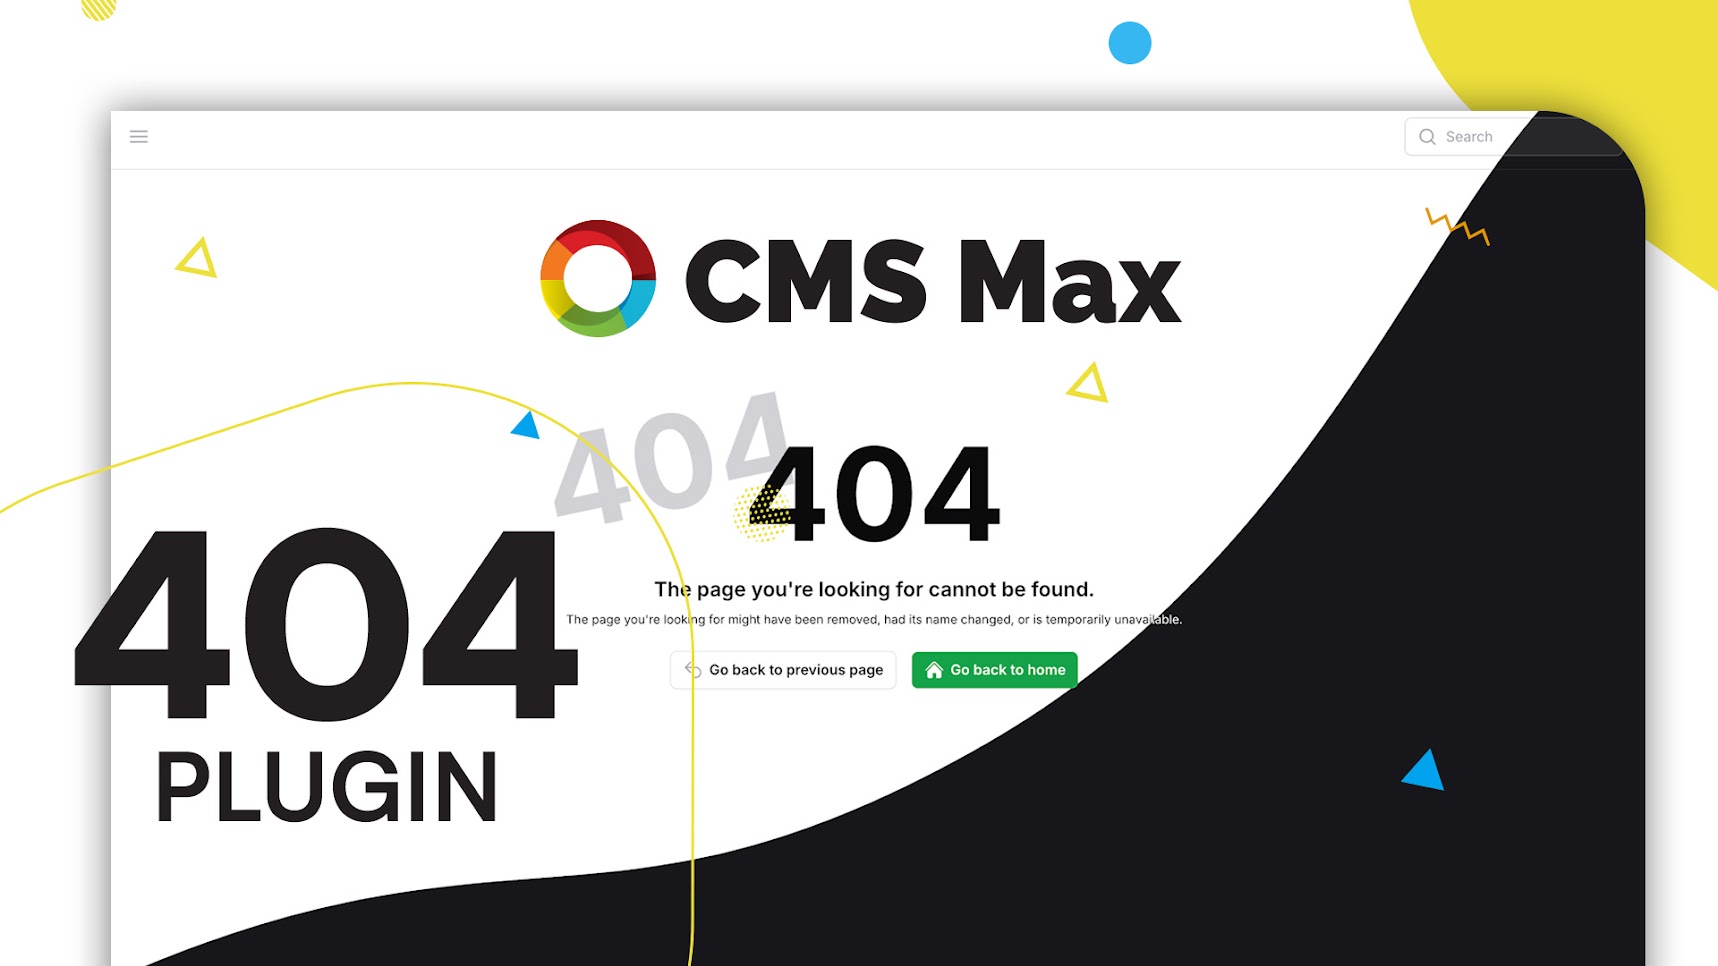 Search
CMS Max
404
404
The page you're looking for cannot be found.
The page you're looking for might have been removed, had its name changed, or is temporarily unavailable.
Go back to previous page
Go back to home
404
PLUGIN